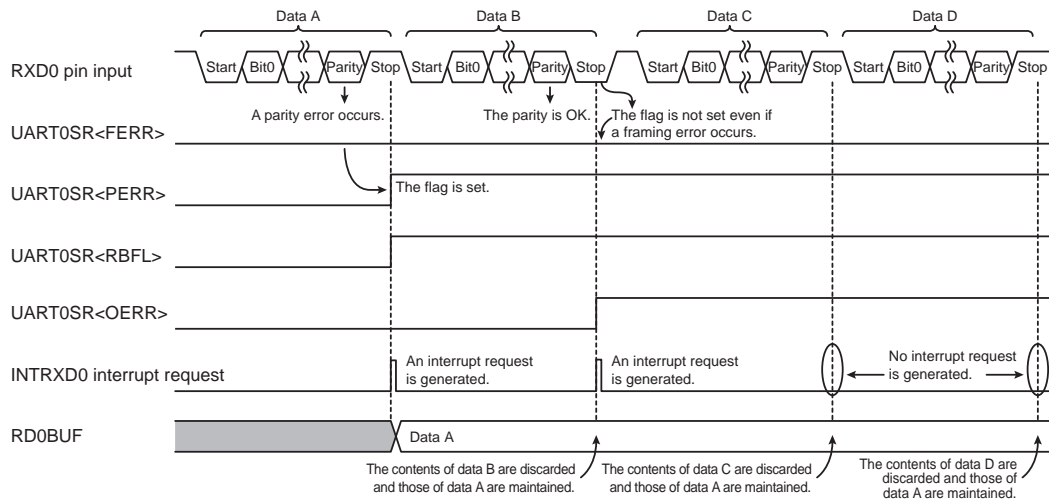 Data A Data B Data C Data D
RXD0 pin input
Start Bit0 Parity Stop Start Bit0 Parity Stop Start Bit0 Parity Stop Start Bit0 Parity Stop
A parity error occurs.
The parity is OK.
The flag is not set even if
a framing error occurs.
UART0SR<FERR>
UART0SR<PERR>
The flag is set.
UART0SR<RBFL>
UART0SR<OERR>
INTRXD0 interrupt request
An interrupt request
is generated.
An interrupt request
is generated.
No interrupt request
is generated.
RD0BUF
Data A
The contents of data B are discarded
and those of data A are maintained.
The contents of data C are discarded
and those of data A are maintained.
The contents of data D are
discarded and those of
data A are maintained.